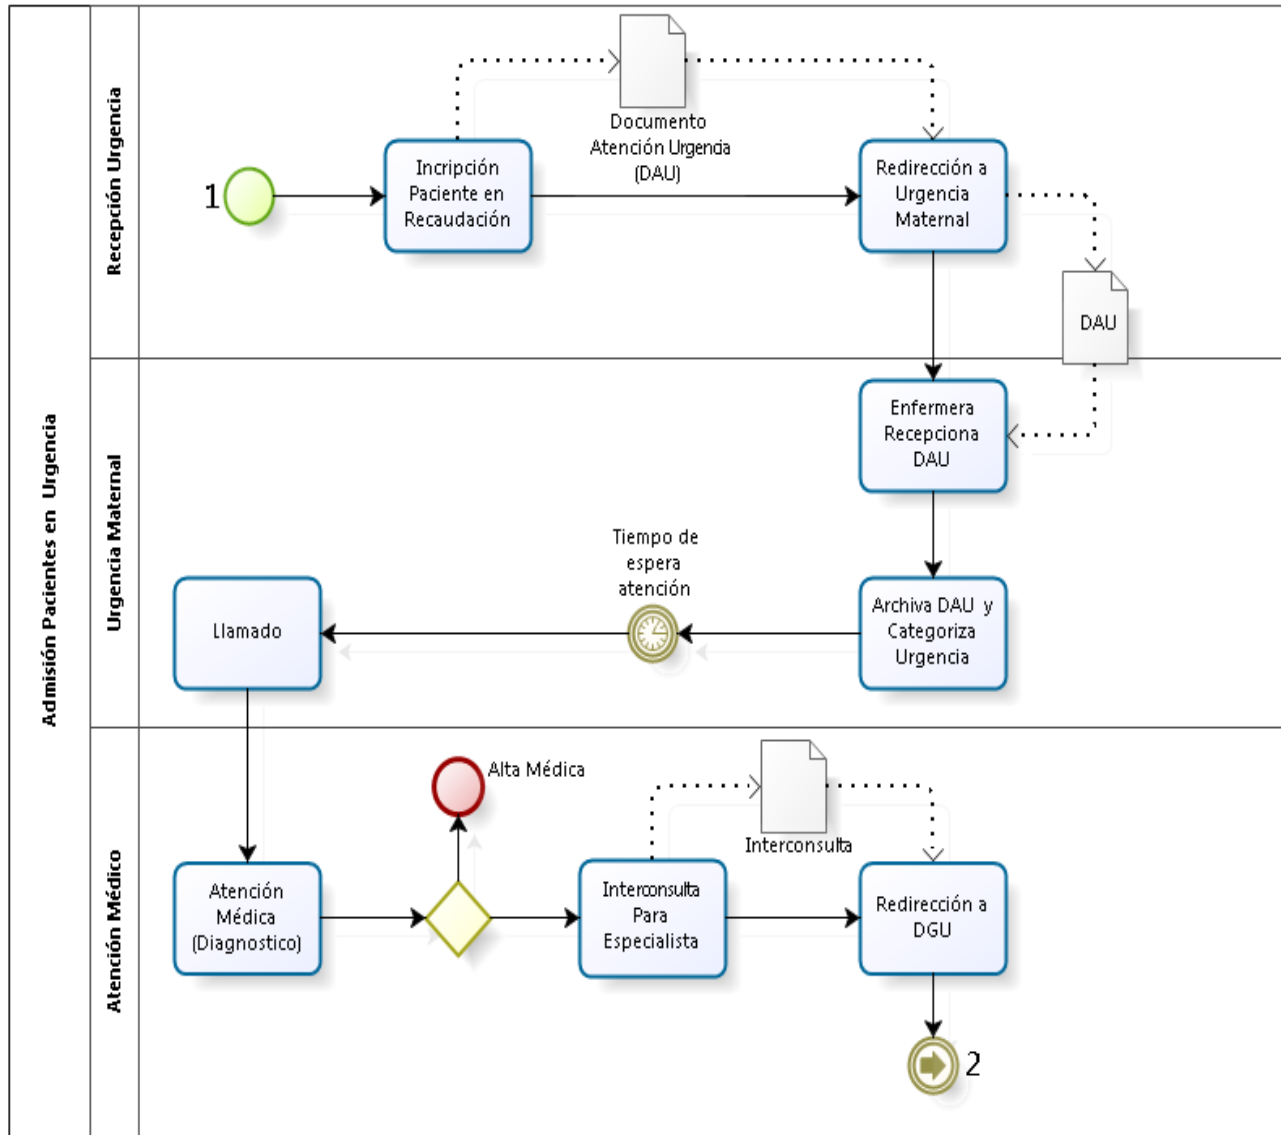 Admisión Pacientes en Urgencia
Recepción Urgencia
1
Incripción
Paciente en
Recaudación
Documento
Atención Urgencia
(DAU)
Redirección a
Urgencia
Maternal
DAU
Urgencia Maternal
Enfermera
Recepciona
DAU
Archiva DAU y
Categoriza
Urgencia
Tiempo de
espera
atención
Llamado
Atención Médico
Atención
Médica
(Diagnostico)
Alta Médica
Interconsulta
Para
Especialista
Interconsulta
Redirección a
DGU
2